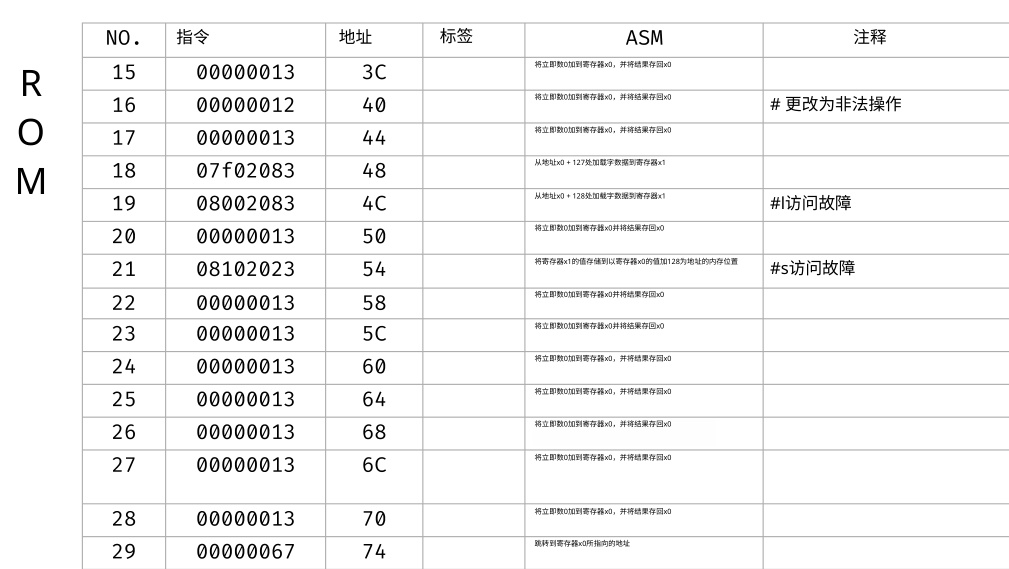 ROM
NO. 指令 地址 标签 ASM 注释
15 00000013 3C 将立即数0加到寄存器x0，并将结果存回x0
16 00000012 40 将立即数0加到寄存器x0，并将结果存回x0 # 更改为非法操作
17 00000013 44 将立即数0加到寄存器x0，并将结果存回x0
18 07f02083 48 从地址x0 + 127处加载字数据到寄存器x1
19 08002083 4C 从地址x0 + 128处加载字数据到寄存器x1 #l访问故障
20 00000013 50 将立即数0加到寄存器x0并将结果存回x0
21 08102023 54 将寄存器x1的值存储到以寄存器x0的值加128为地址的内存位置 #s访问故障
22 00000013 58 将立即数0加到寄存器x0并将结果存回x0
23 00000013 5C 将立即数0加到寄存器x0并将结果存回x0
24 00000013 60 将立即数0加到寄存器x0，并将结果存回x0
25 00000013 64 将立即数0加到寄存器x0，并将结果存回x0
26 00000013 68 将立即数0加到寄存器x0，并将结果存回x0
27 00000013 6C 将立即数0加到寄存器x0，并将结果存回x0
28 00000013 70 将立即数0加到寄存器x0，并将结果存回x0
29 00000067 74 跳转到寄存器x0所指向的地址